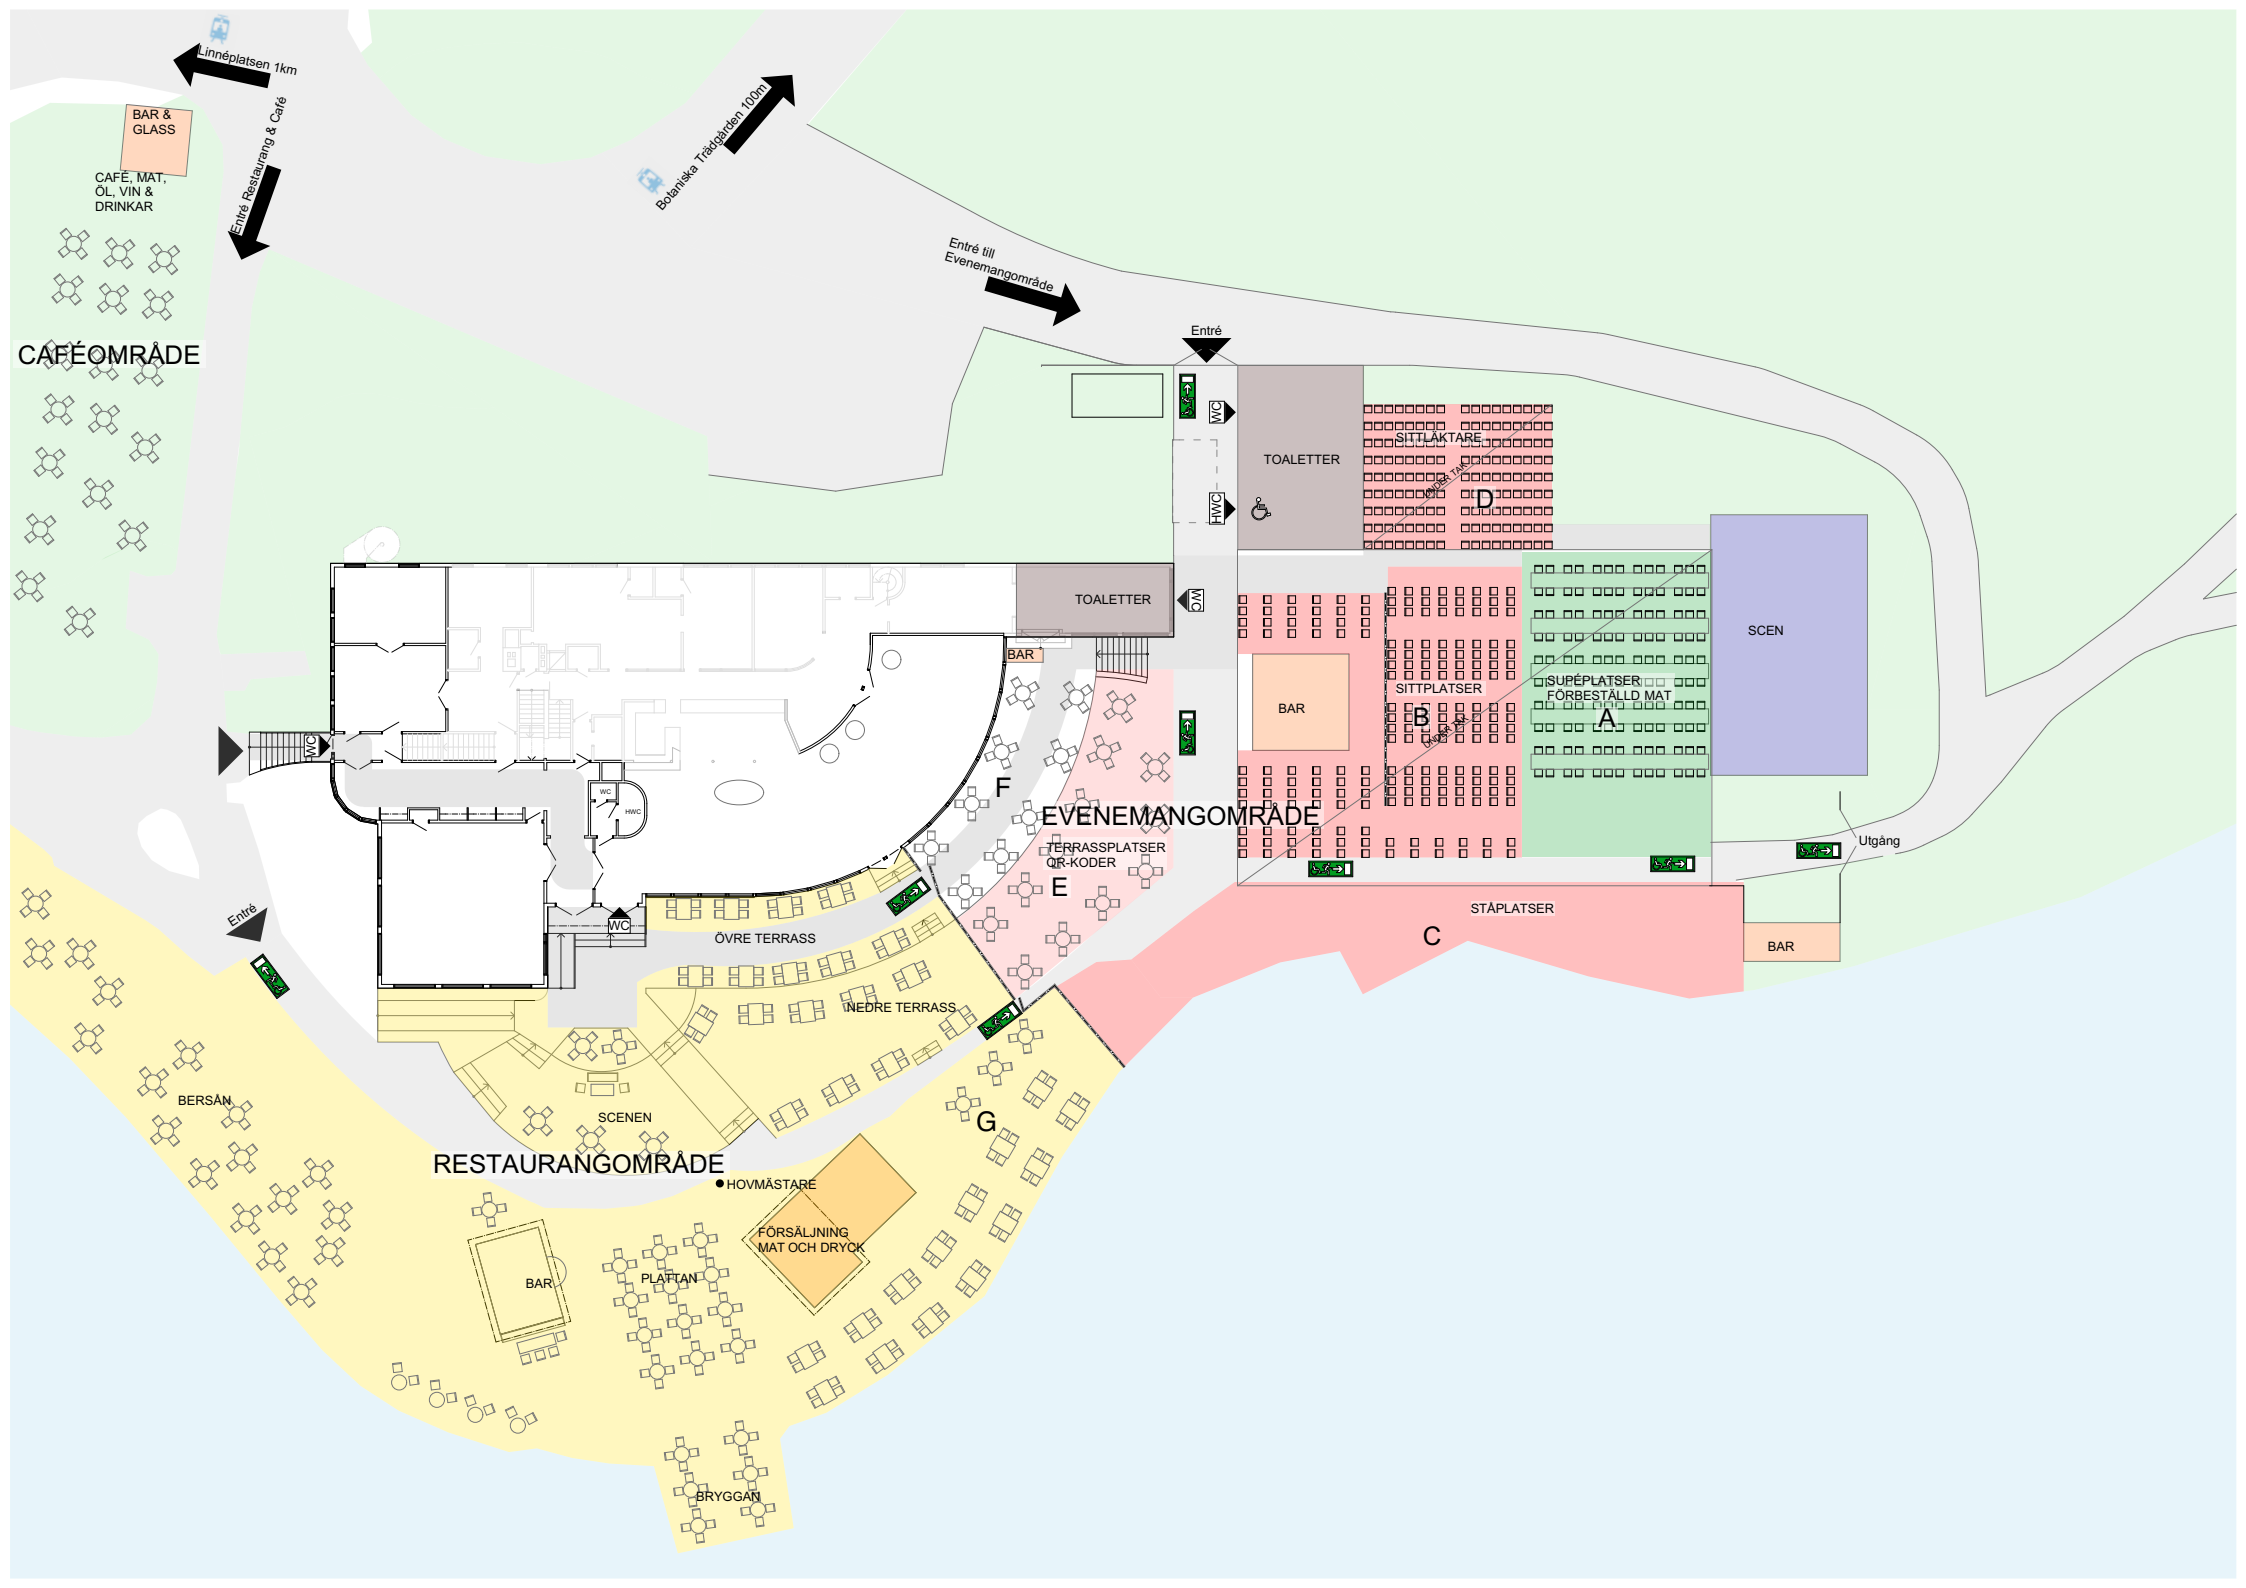 Linnéplatsen 1km
BAR &
GLASS
Entré Restaurang & Café
CAFÉ, MAT,
ÖL, VIN &
DRINKAR
Botaniska Trädgården 100m
Entré till
Evenemangområde
Entré
CAFÉOMRÅDE
WC
HWC
TOALETTER
SITTLÄKTARE
UNDER TAK
D
TOALETTER
WC
BAR
SCEN
SITTPLATSER
B
UNDER TAK
SUPÉPLATSER
FÖRBESTÄLLD MAT
A
BAR
WC
WC
HWC
F
EVENEMANGOMRÅDE
TERRASSPLATSER
QR-KODER
E
Utgång
STÅPLATSER
C
BAR
Entré
WC
ÖVRE TERRASS
NEDRE TERRASS
BERSÅN
SCENEN
G
RESTAURANGOMRÅDE
HOVMÄSTARE
FÖRSÄLJNING
MAT OCH DRYCK
BAR
PLATTAN
BRYGGAN